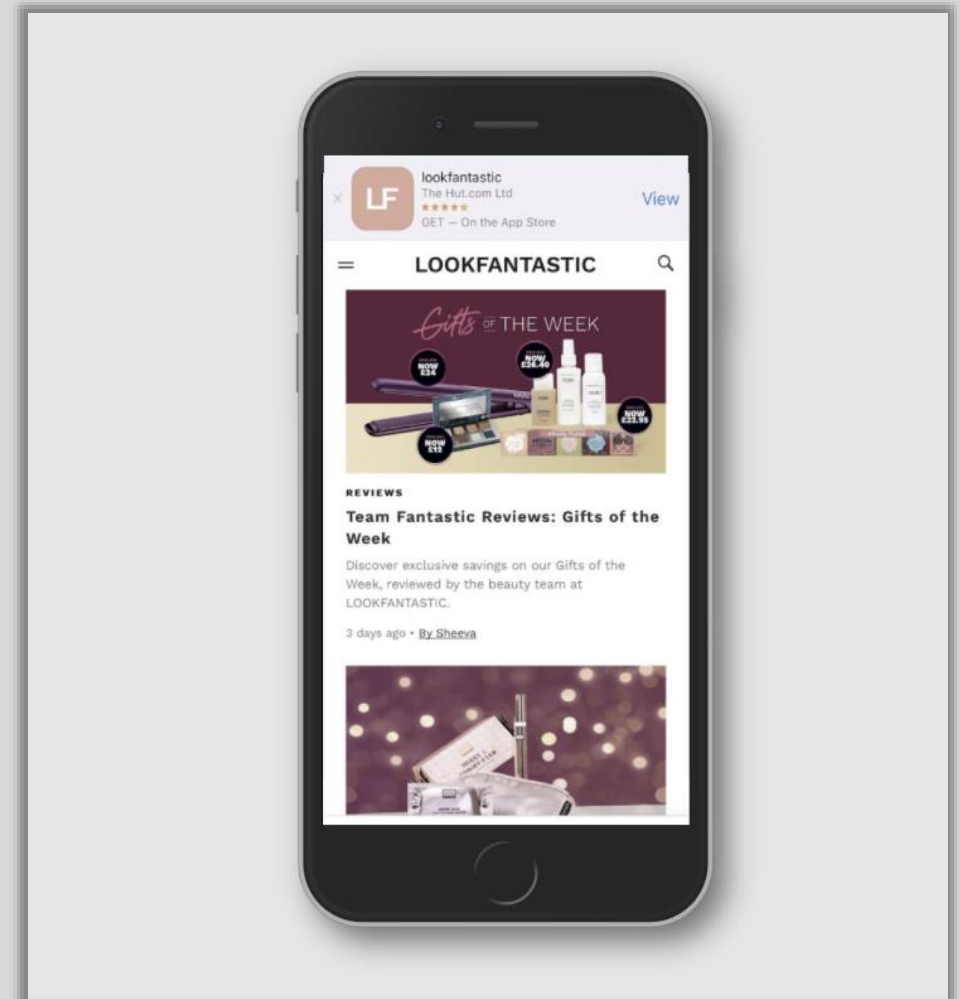 lookfantastic
LF
The Hut.com Ltd
View
GET — On the App Store
LOOKFANTASTIC
Gifts OF THE WEEK
NOW
£24
NOW
£26.40
NOW
£22.95
NOW
£12
REVIEWS
Team Fantastic Reviews: Gifts of the
Week
Discover exclusive savings on our Gifts of the
Week, reviewed by the beauty team at
LOOKFANTASTIC.
3 days ago • By Sheeva